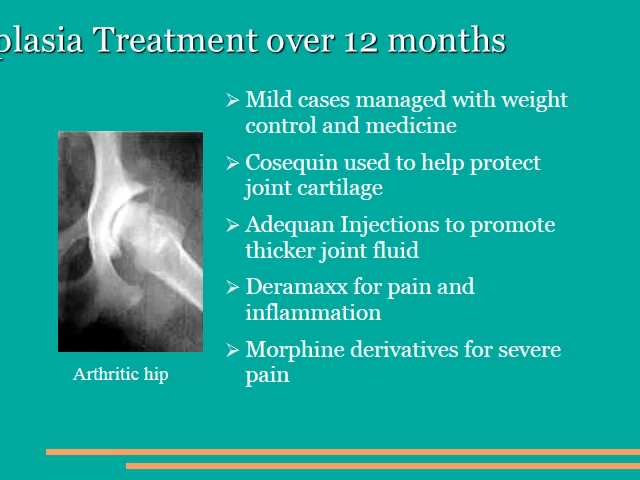 plasia Treatment over 12 months
➢ Mild cases managed with weight
control and medicine
➢ Cosequin used to help protect
joint cartilage
➢ Adequan Injections to promote
thicker joint fluid
➢ Deramaxx for pain and
inflammation
➢ Morphine derivatives for severe
pain
Arthritic hip